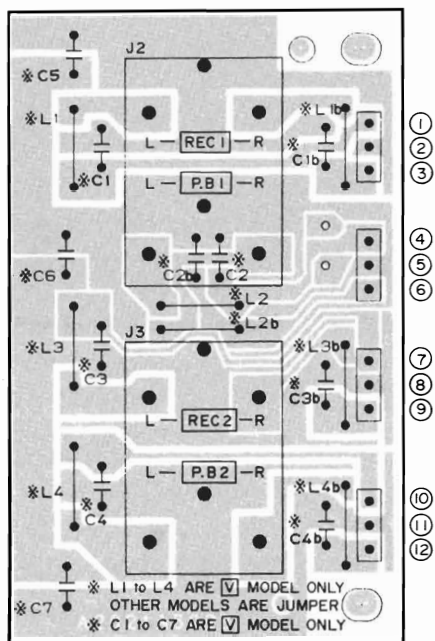 J2
※C5
※L1
※L1b
①
L — REC1 — R
②
※C1
※C1b
③
L — P.B1 — R
④
⑤
※C6
※C2b
※C2
⑥
※L2
※L2b
J3
※L3
※L3b
⑦
※C3
⑧
※C3b
⑨
L — REC2 — R
L — P.B2 — R
※L4
※L4b
⑩
※C4
⑪
※C4b
⑫
※ L1 to L4 ARE V MODEL ONLY
OTHER MODELS ARE JUMPER
※C7
※ C1 to C7 ARE V MODEL ONLY